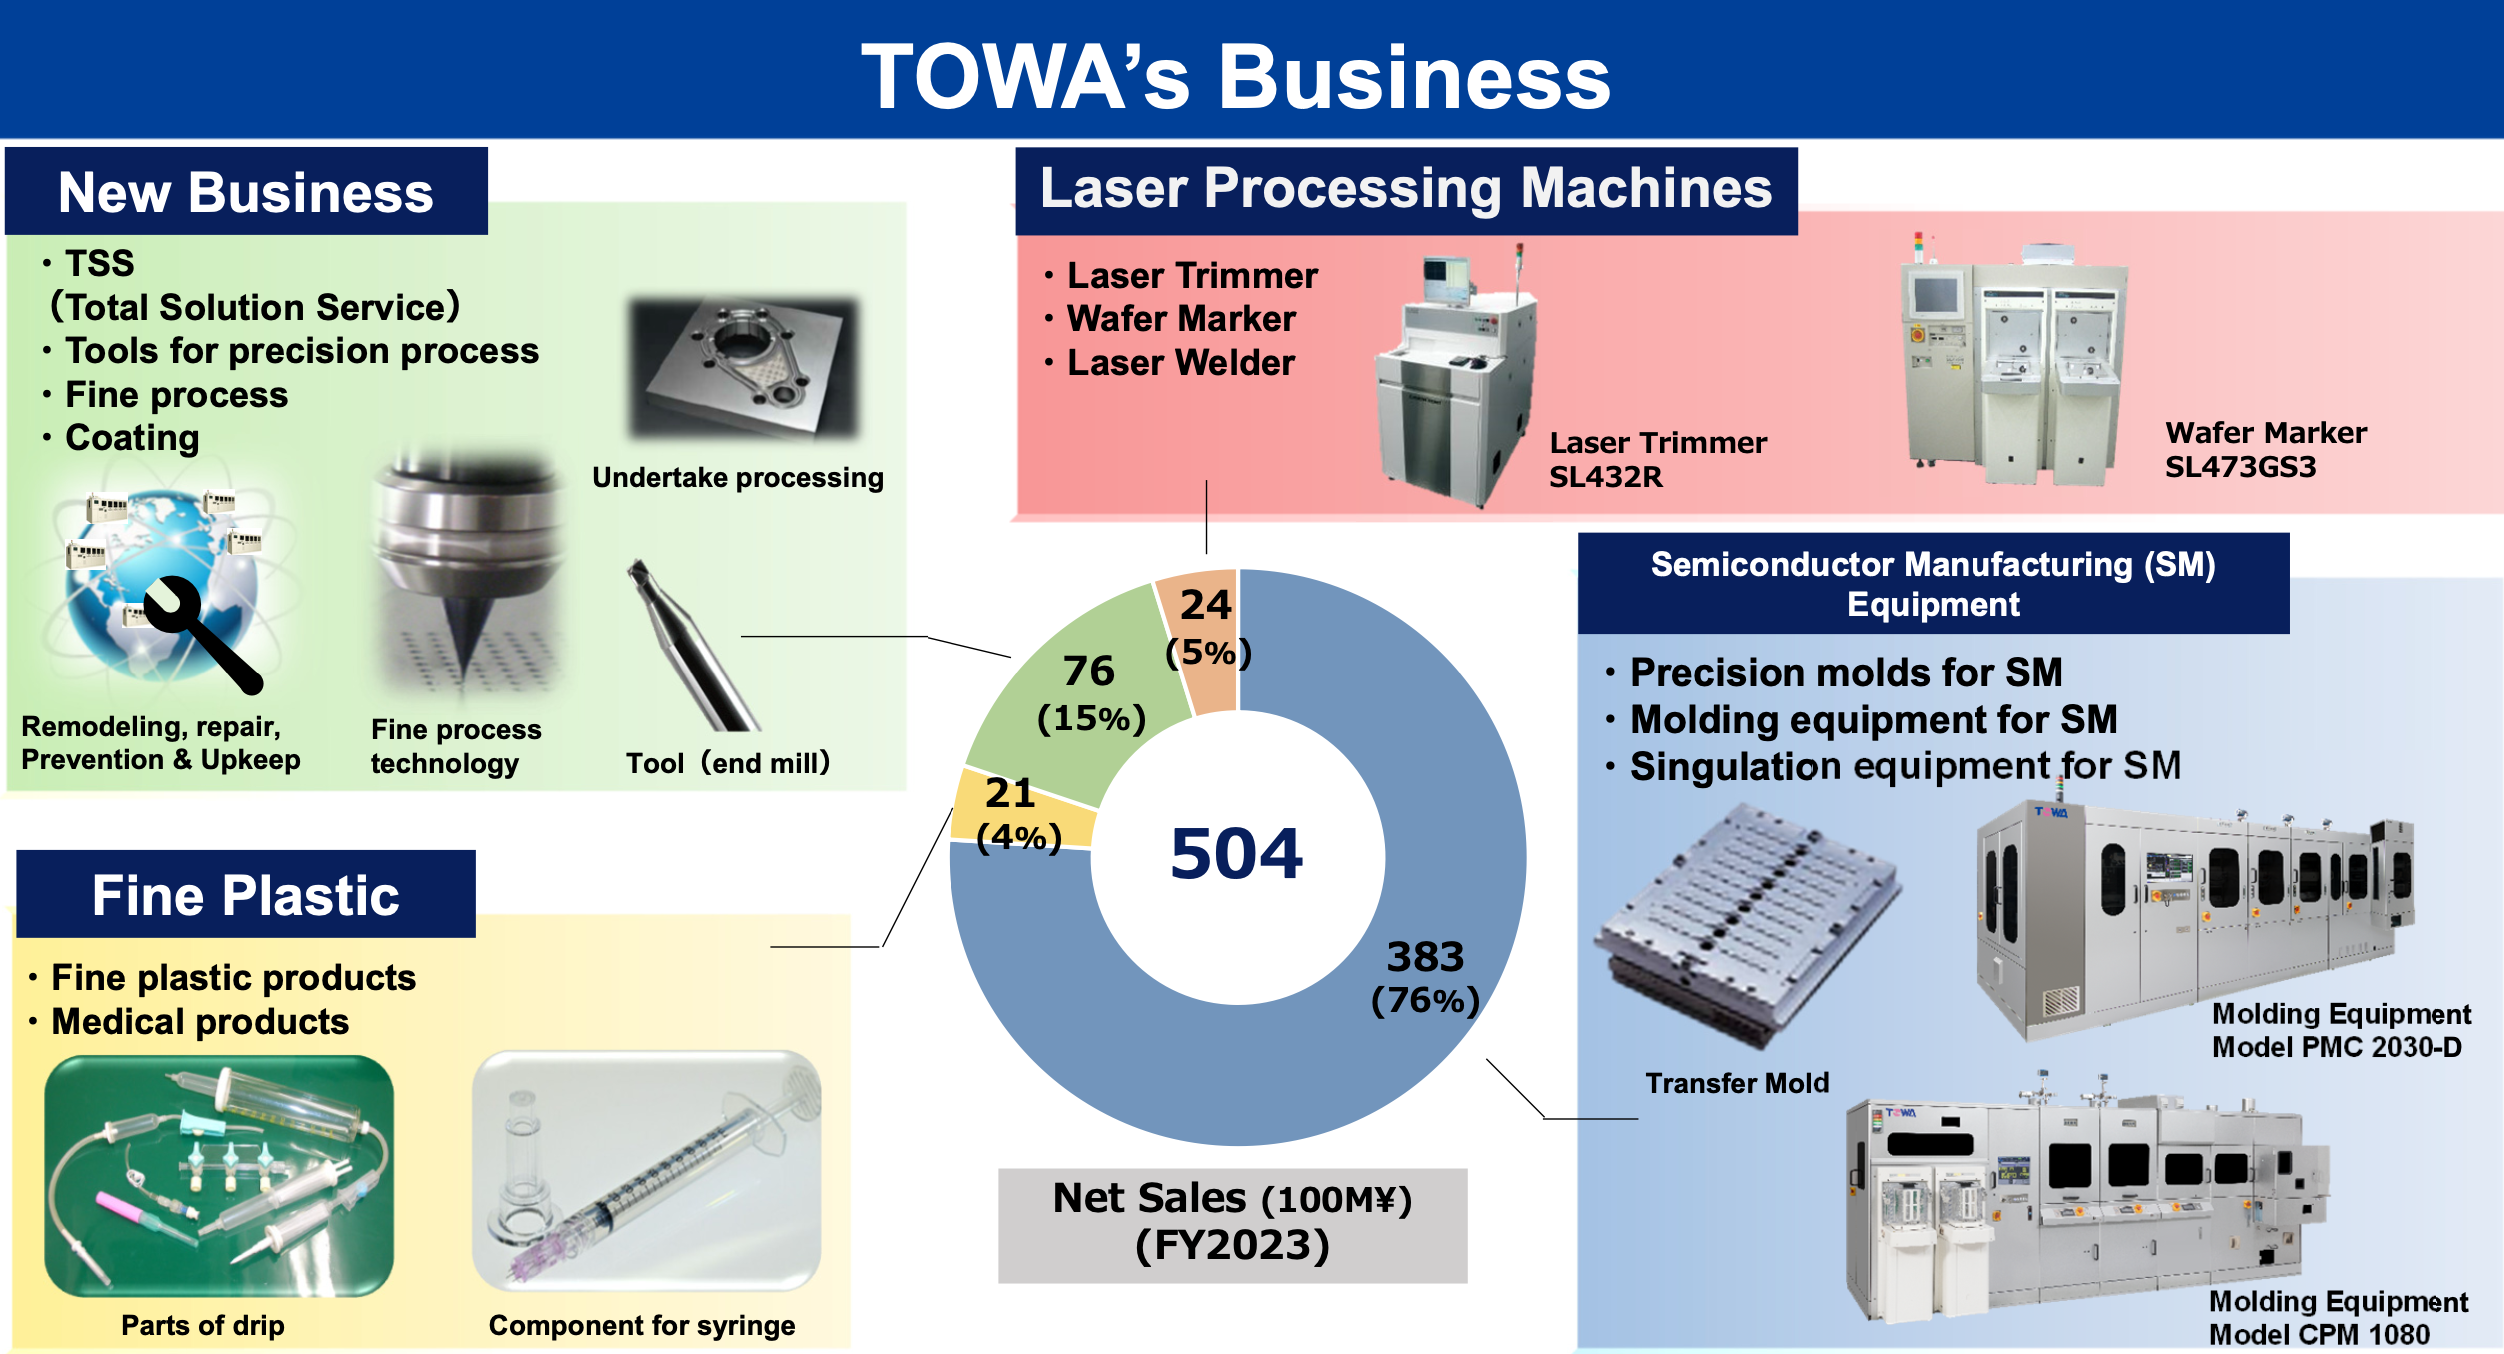 TOWA’s Business
New Business
・TSS
（Total Solution Service）
・Tools for precision process
・Fine process
・Coating
Undertake processing
Remodeling, repair,
Prevention & Upkeep
Fine process
technology
Tool（end mill）
Laser Processing Machines
・Laser Trimmer
・Wafer Marker
・Laser Welder
Laser Trimmer
SL432R
Wafer Marker
SL473GS3
Fine Plastic
・Fine plastic products
・Medical products
Parts of drip
Component for syringe
24
(5%)
76
(15%)
21
(4%)
504
383
(76%)
Net Sales (100M¥)
(FY2023)
Semiconductor Manufacturing (SM)
Equipment
・Precision molds for SM
・Molding equipment for SM
・Singulation equipment for SM
TOWA
Molding Equipment
Model PMC 2030-D
Transfer Mold
TOWA
Molding Equipment
Model CPM 1080